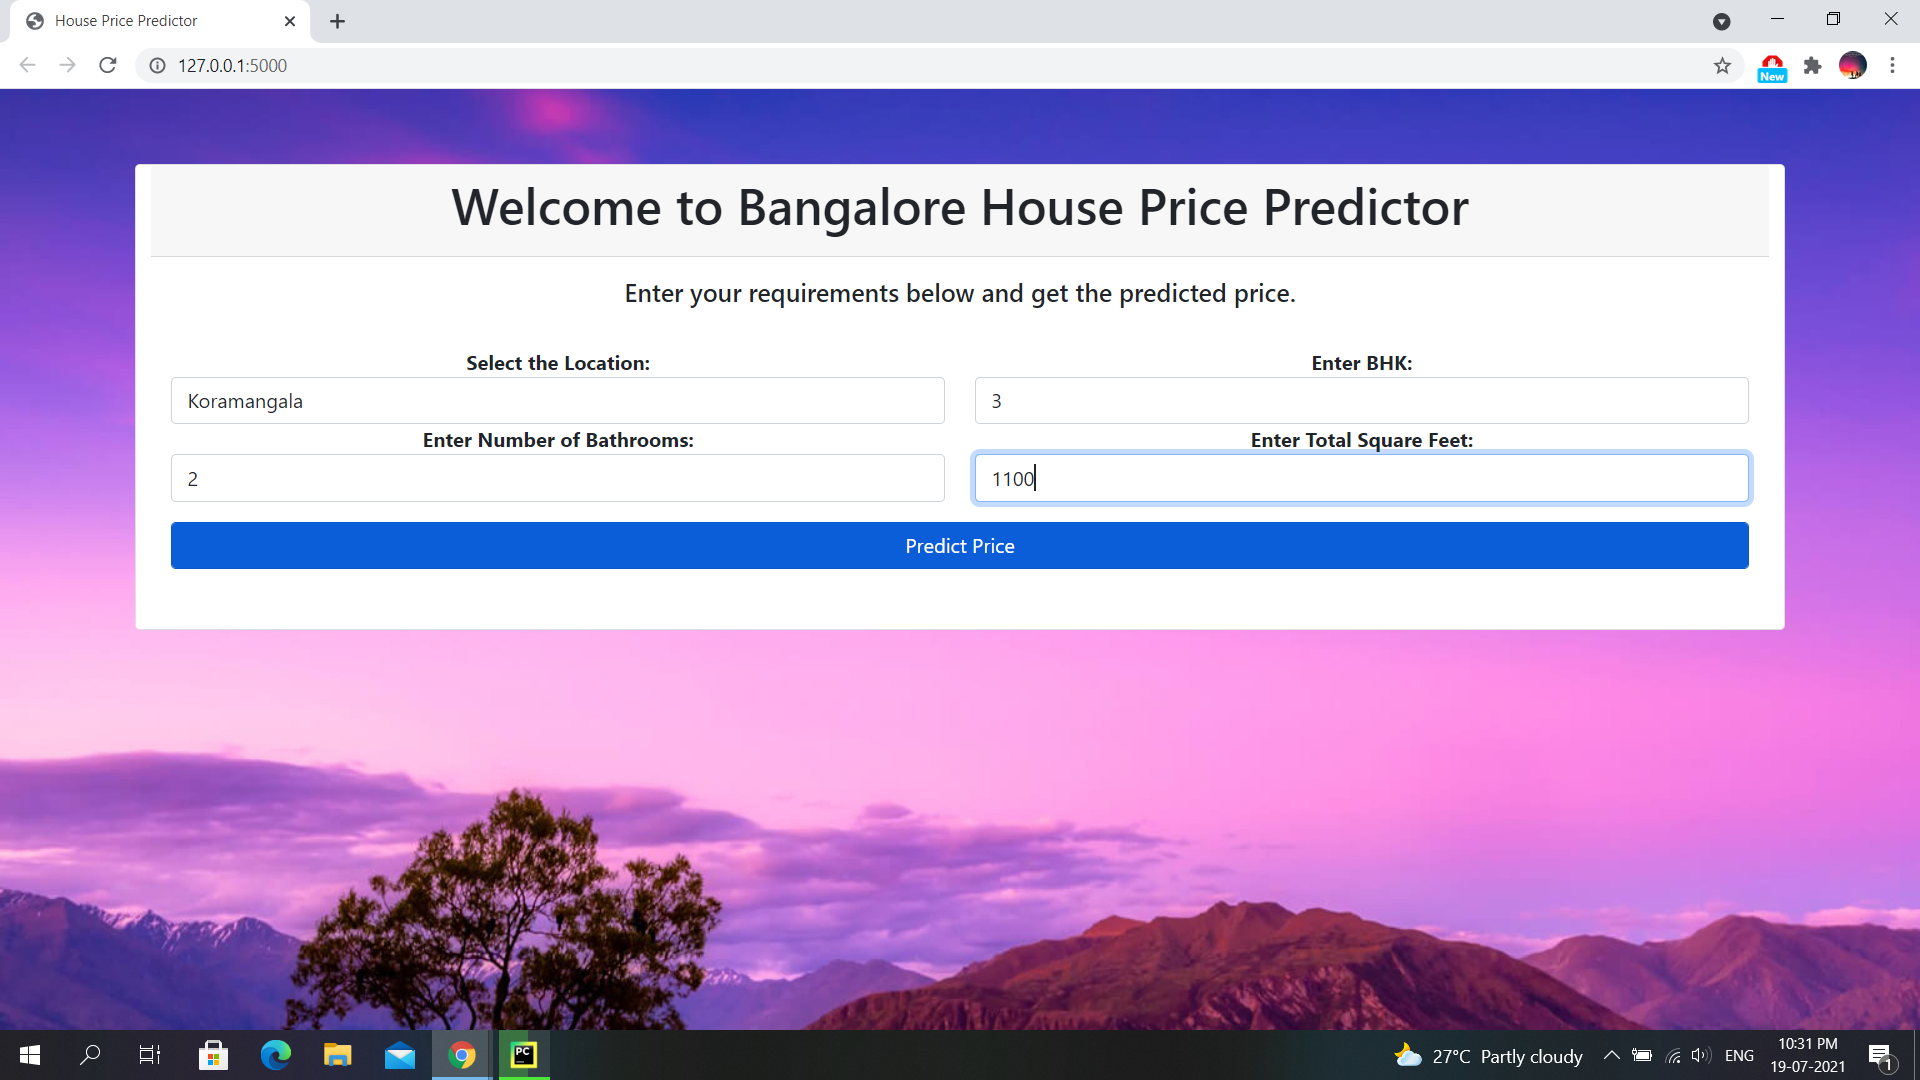 House Price Predictor
127.0.0.1:5000
New
Welcome to Bangalore House Price Predictor
Enter your requirements below and get the predicted price.
Select the Location:
Enter BHK:
Koramangala
3
Enter Number of Bathrooms:
Enter Total Square Feet:
2
1100
Predict Price
PC
27°C Partly cloudy
ENG
10:31 PM
19-07-2021
1